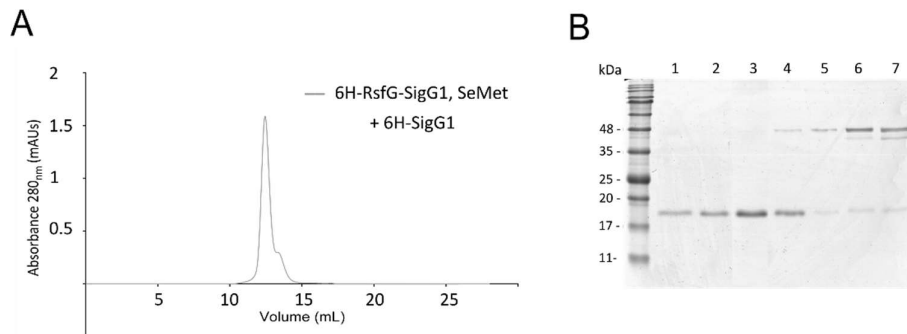 A
2
1.5
1
0.5
5 10 15 20 25
Absorbance 280nm (mAUs)
Volume (mL)
6H-RsfG-SigG1, SeMet
+ 6H-SigG1
B
kDa 1 2 3 4 5 6 7
48 -
35 -
25 -
20 -
17 -
11-